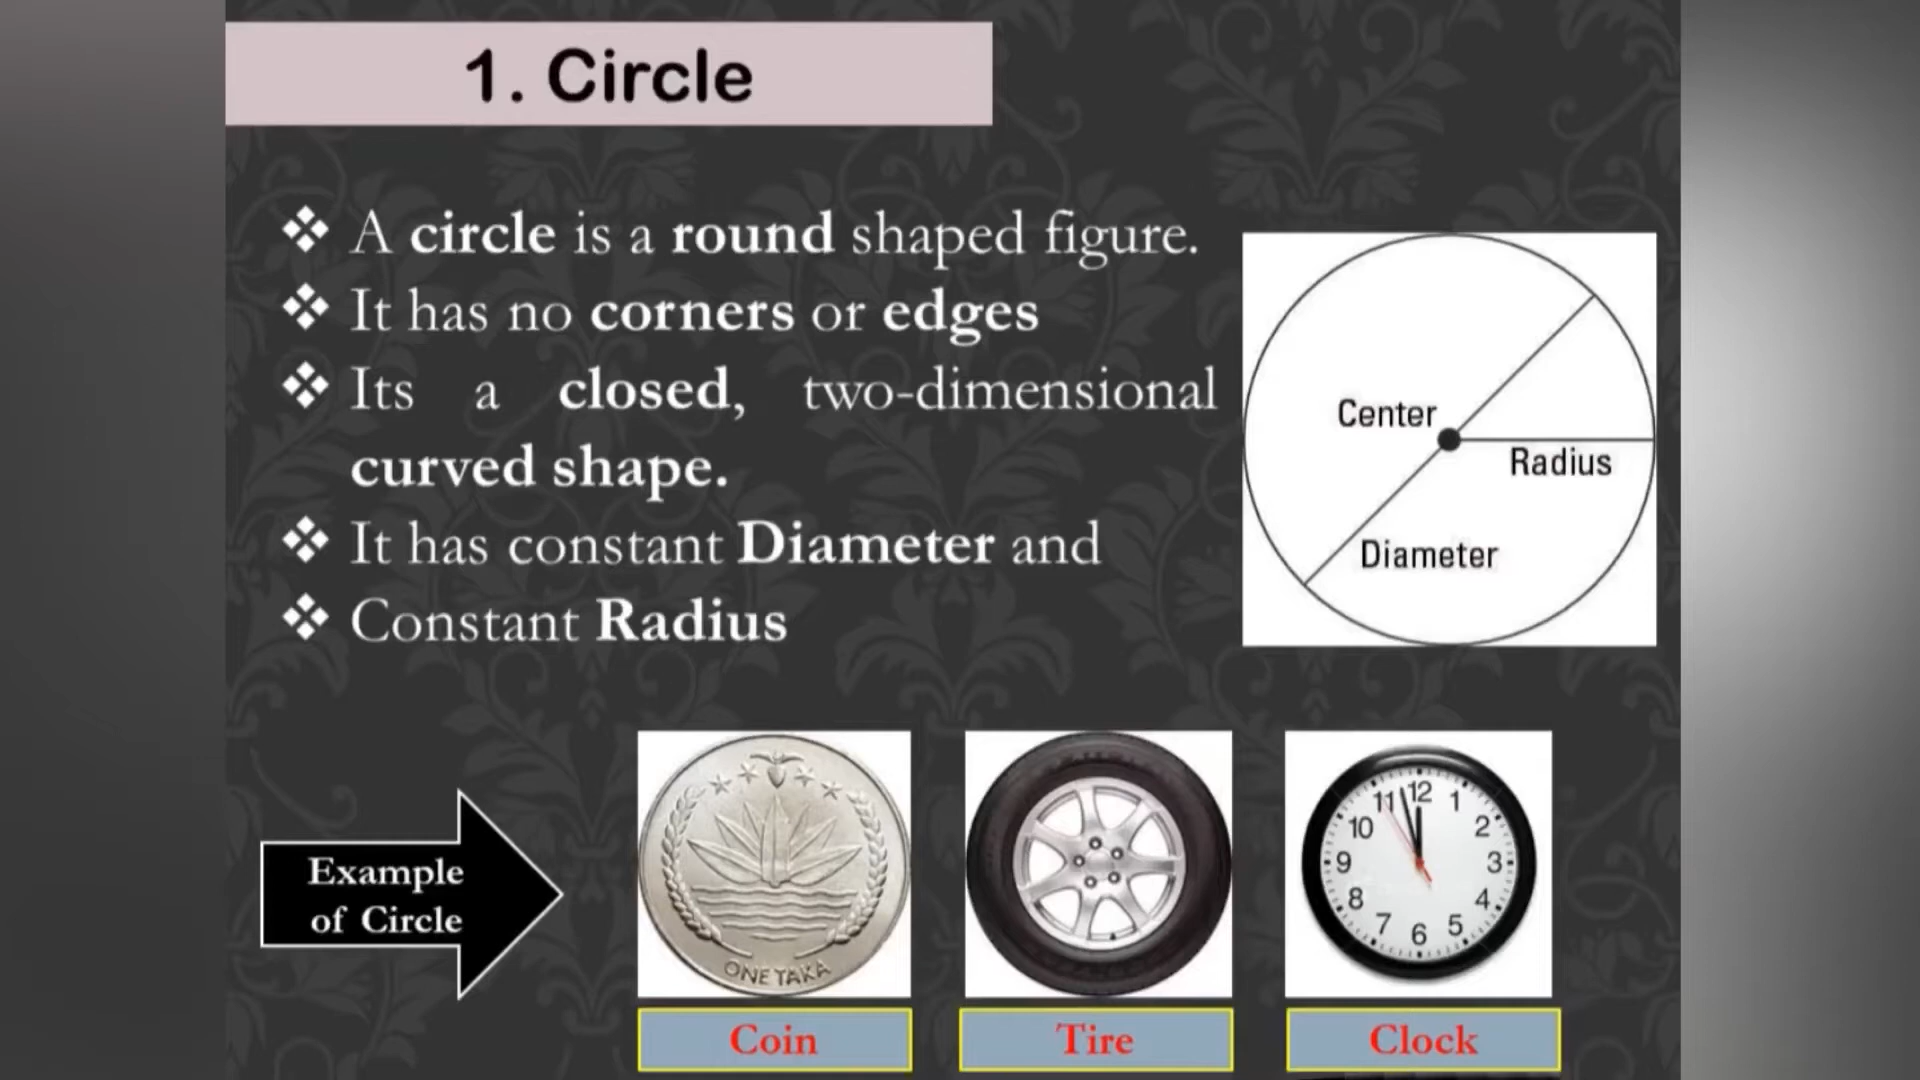 1. Circle
❖ A circle is a round shaped figure.
❖ It has no corners or edges
❖ Its a closed, two-dimensional
curved shape.
❖ It has constant Diameter and
❖ Constant Radius
Center
Radius
Diameter
Example
of Circle
ONE TAKA
11 12 1
10 2
9 3
8 4
7 6 5
Coin
Tire
Clock